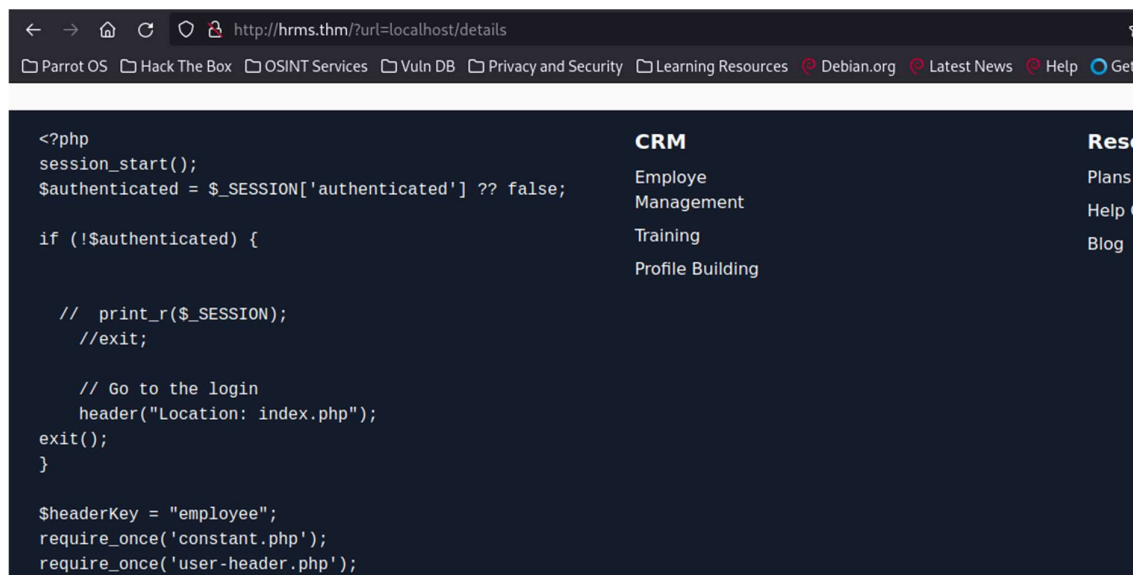 http://hrms.thm/?url=localhost/details
Parrot OS Hack The Box OSINT Services Vuln DB Privacy and Security Learning Resources Debian.org Latest News Help Get
<?php
session_start();
$authenticated = $_SESSION['authenticated'] ?? false;
if (!$authenticated) {
//  print_r($_SESSION);
//exit;
// Go to the login
header("Location: index.php");
exit();
}
$headerKey = "employee";
require_once('constant.php');
require_once('user-header.php');
CRM
Employe
Management
Training
Profile Building
Plans
Help
Blog